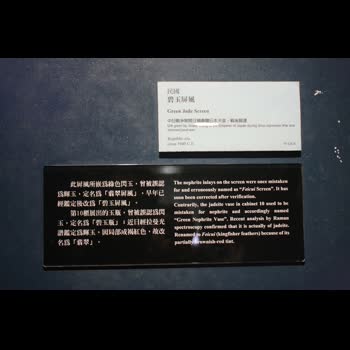 民國
碧玉屏風
Green Jade Screen
Republic era
此屏風所嵌為綠色閃玉，曾被誤認
為輝玉，定名為「翡翠屏風」，早年已
經鑑定後改為「碧玉屏風」。
第10櫃展出的玉瓶，曾被誤認為閃
玉，定名為「碧玉瓶」；近日經拉曼光
譜鑑定為輝玉，因局部成褐紅色，故改
名為「翡翠」。
The nephrite inlays on the screen were once mistaken
for and erroneously named as "Feicui Screen". It has
soon been corrected after verification.
Contrarily, the jadeite vase in cabinet 10 used to be
mistaken for nephrite and accordingly named
"Green Nephrite Vase". Recent analysis by Raman
spectroscopy confirmed that it is actually of jadeite.
Renamed as Feicui (kingfisher feathers) because of its
partially brownish-red tint.